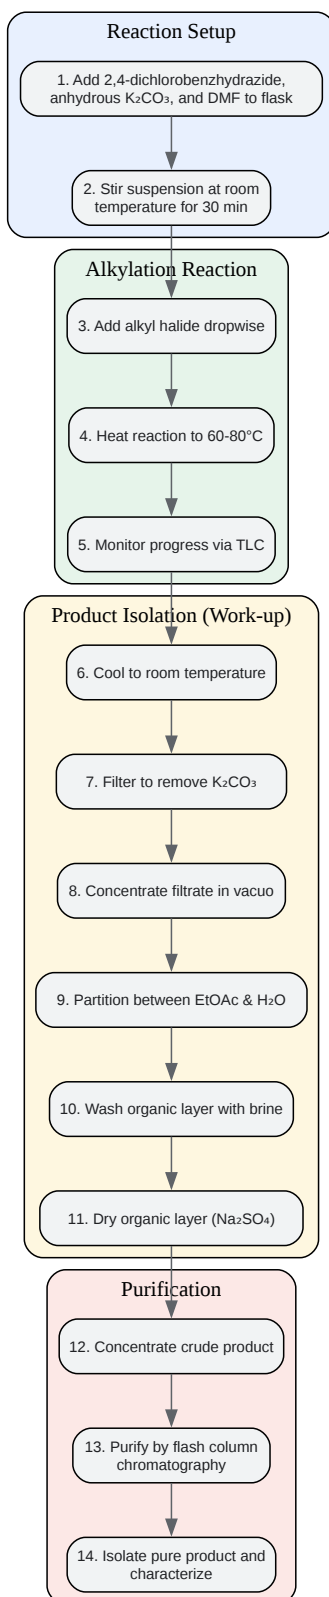 Reaction Setup
1. Add 2,4-dichlorobenzhydrazide,
anhydrous K₂CO₃, and DMF to flask
2. Stir suspension at room
temperature for 30 min
Alkylation Reaction
3. Add alkyl halide dropwise
4. Heat reaction to 60-80°C
5. Monitor progress via TLC
Product Isolation (Work-up)
6. Cool to room temperature
7. Filter to remove K₂CO₃
8. Concentrate filtrate in vacuo
9. Partition between EtOAc & H₂O
10. Wash organic layer with brine
11. Dry organic layer (Na₂SO₄)
Purification
12. Concentrate crude product
13. Purify by flash column
chromatography
14. Isolate pure product and
characterize